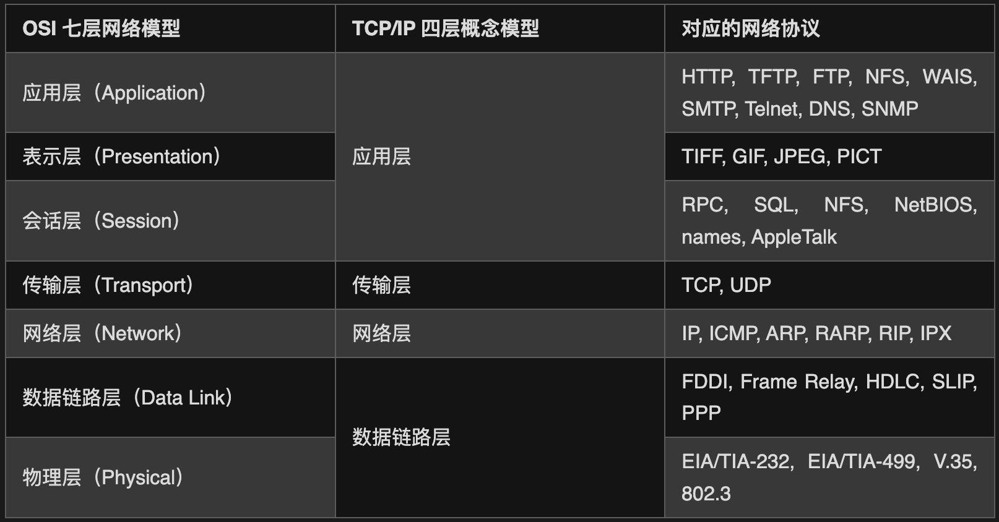 OSI 七层网络模型
TCP/IP 四层概念模型
对应的网络协议
应用层（Application）
应用层
HTTP, TFTP, FTP, NFS, WAIS,
SMTP, Telnet, DNS, SNMP
表示层（Presentation）
TIFF, GIF, JPEG, PICT
会话层（Session）
RPC, SQL, NFS, NetBIOS,
names, AppleTalk
传输层（Transport）
传输层
TCP, UDP
网络层（Network）
网络层
IP, ICMP, ARP, RARP, RIP, IPX
数据链路层（Data Link）
数据链路层
FDDI, Frame Relay, HDLC, SLIP,
PPP
物理层（Physical）
EIA/TIA-232, EIA/TIA-499, V.35,
802.3